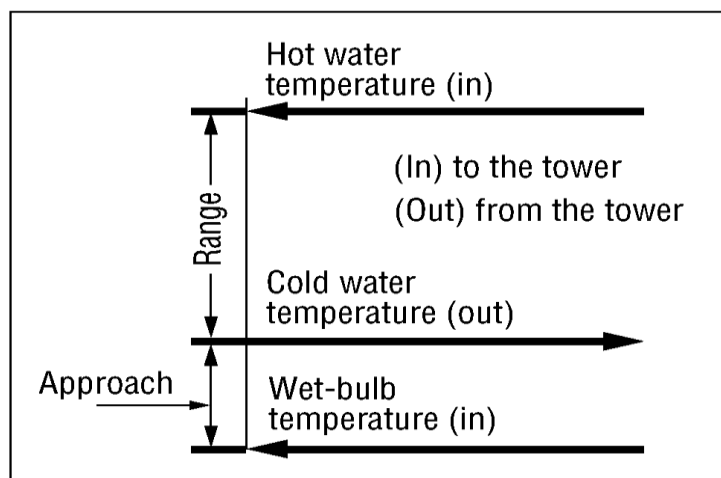 Hot water
temperature (in)
(In) to the tower
(Out) from the tower
Range
Cold water
temperature (out)
Approach
Wet-bulb
temperature (in)